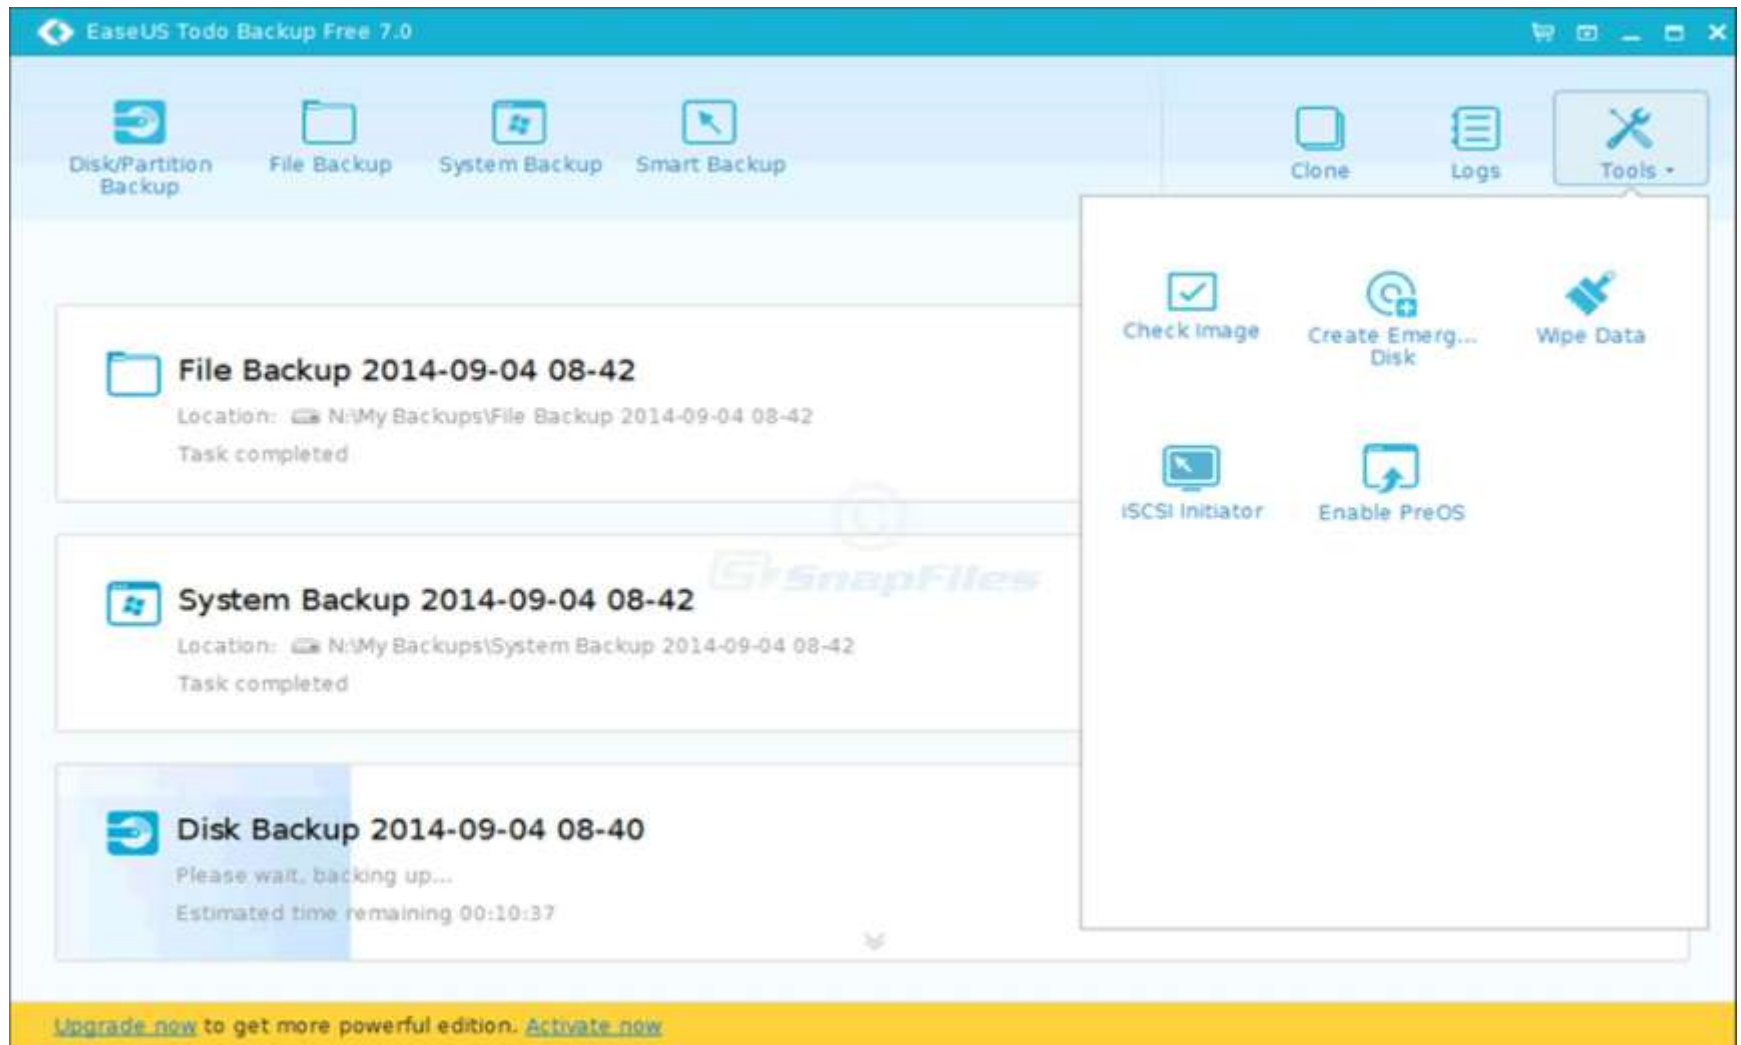 EaseUS Todo Backup Free 7.0
Disk/Partition
Backup
File Backup
System Backup
Smart Backup
Clone
Logs
Tools
Check Image
Create Emerg...
Disk
Wipe Data
iSCSI Initiator
Enable PreOS
File Backup 2014-09-04 08-42
Location: N:\My Backups\File Backup 2014-09-04 08-42
Task completed
System Backup 2014-09-04 08-42
Location: N:\My Backups\System Backup 2014-09-04 08-42
Task completed
Disk Backup 2014-09-04 08-40
Please wait, backing up...
Estimated time remaining 00:10:37
© SnapFiles
Upgrade now to get more powerful edition. Activate now